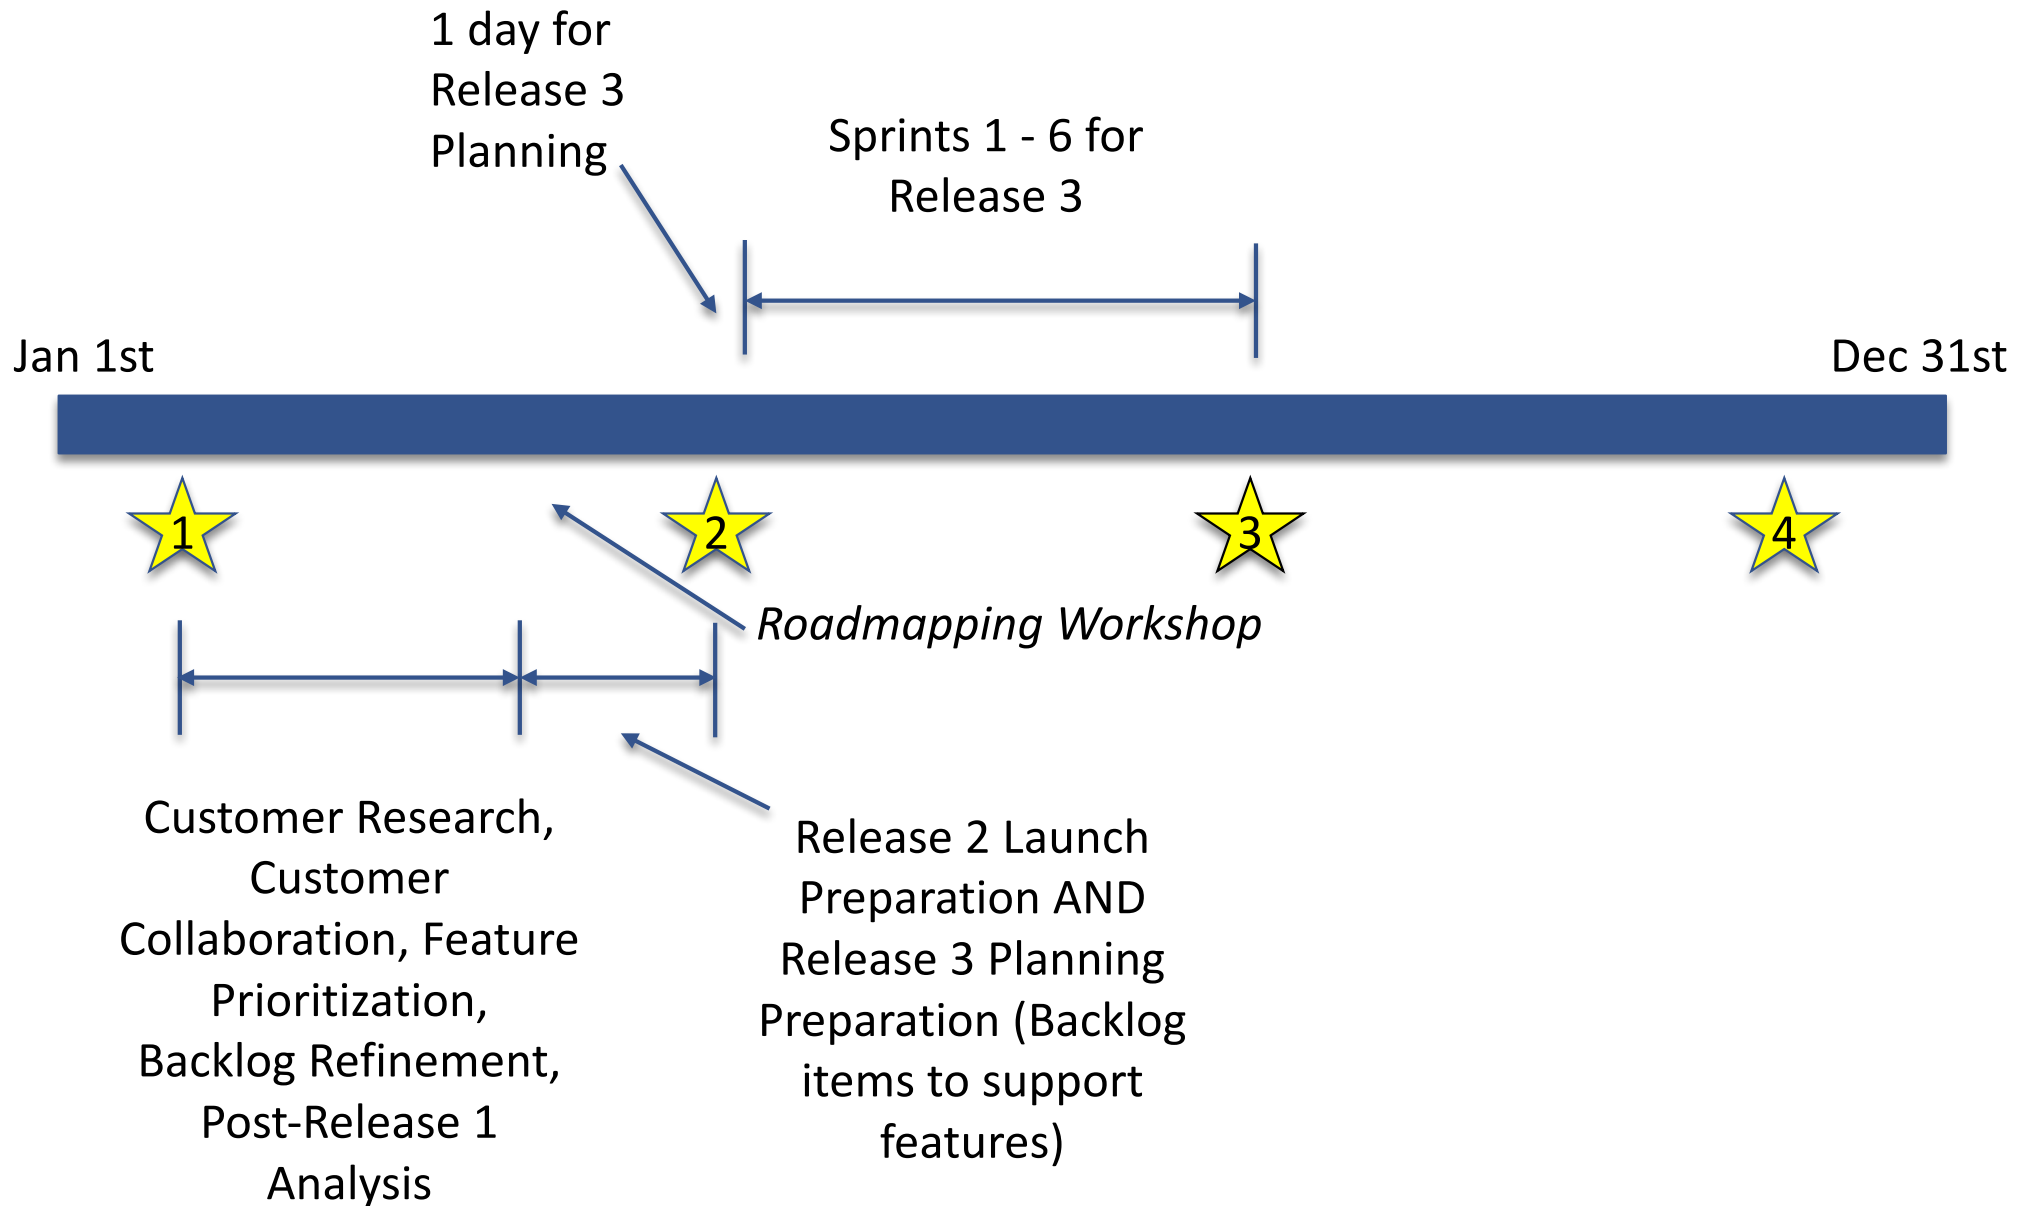 1 day for
Release 3
Planning
Sprints 1 - 6 for
Release 3
Jan 1st
Dec 31st
1
2
3
4
Roadmapping Workshop
Customer Research,
Customer
Collaboration, Feature
Prioritization,
Backlog Refinement,
Post-Release 1
Analysis
Release 2 Launch
Preparation AND
Release 3 Planning
Preparation (Backlog
items to support
features)